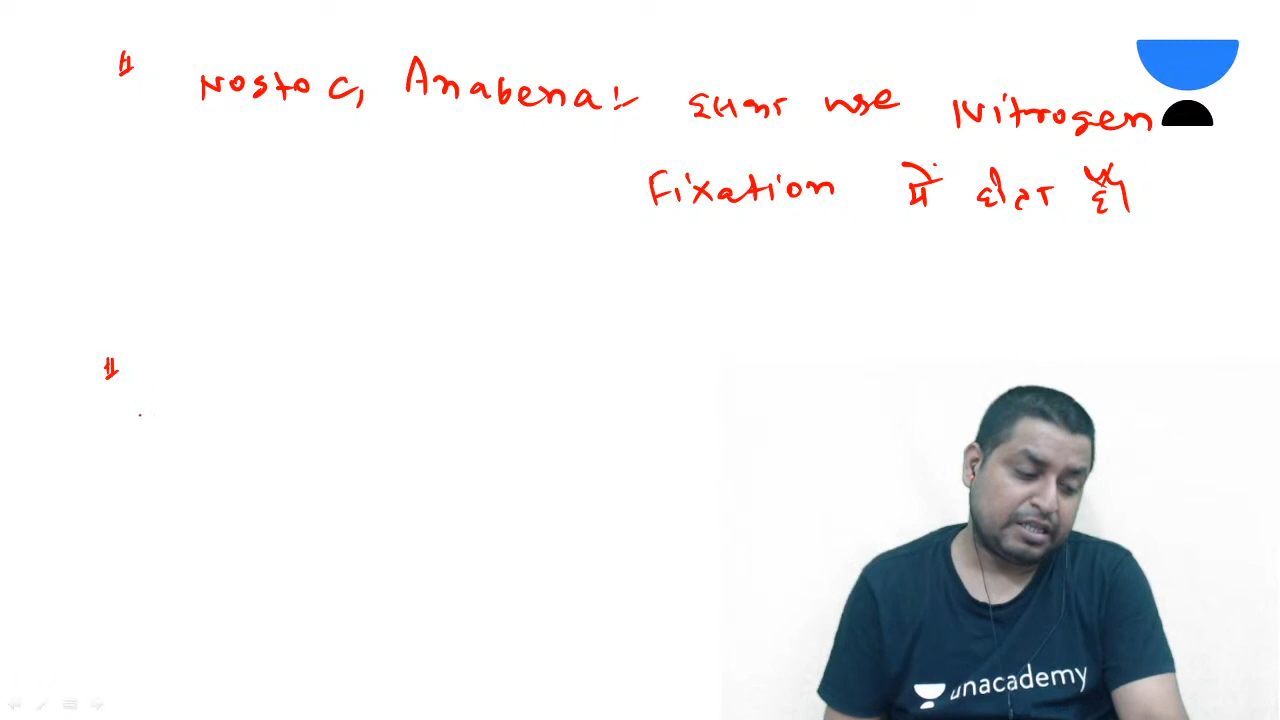 Nostoc, Anabena :- इनका use Nitrogen
Fixation में होता है
unacademy